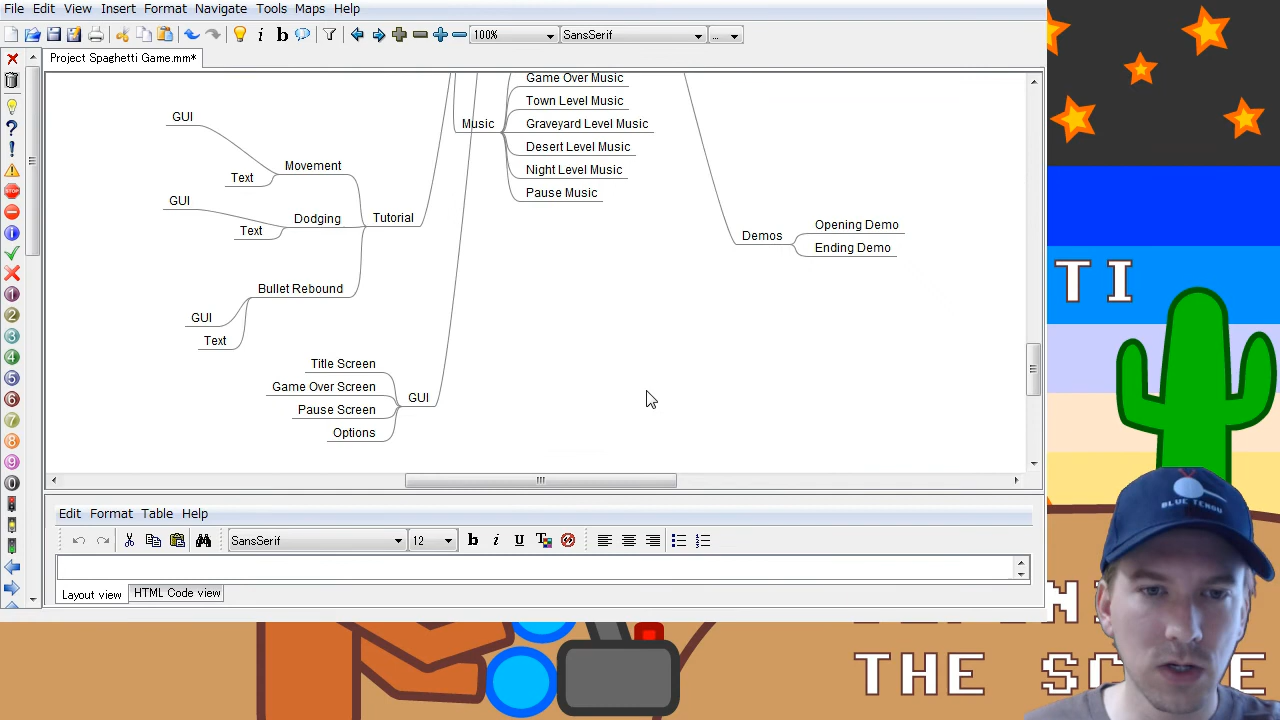 File Edit View Insert Format Navigate Tools Maps Help
100% SansSerif ...
Project Spaghetti Game.mm*
Game Over Music
Town Level Music
Music Graveyard Level Music
Desert Level Music
Night Level Music
Pause Music
GUI
Movement
Text
GUI
Dodging
Text
Tutorial
Bullet Rebound
GUI
Text
Title Screen
Game Over Screen
GUI
Pause Screen
Options
Demos
Opening Demo
Ending Demo
Edit Format Table Help
SansSerif 12
Layout view HTML Code view
TI
THE
BLUE TENGU